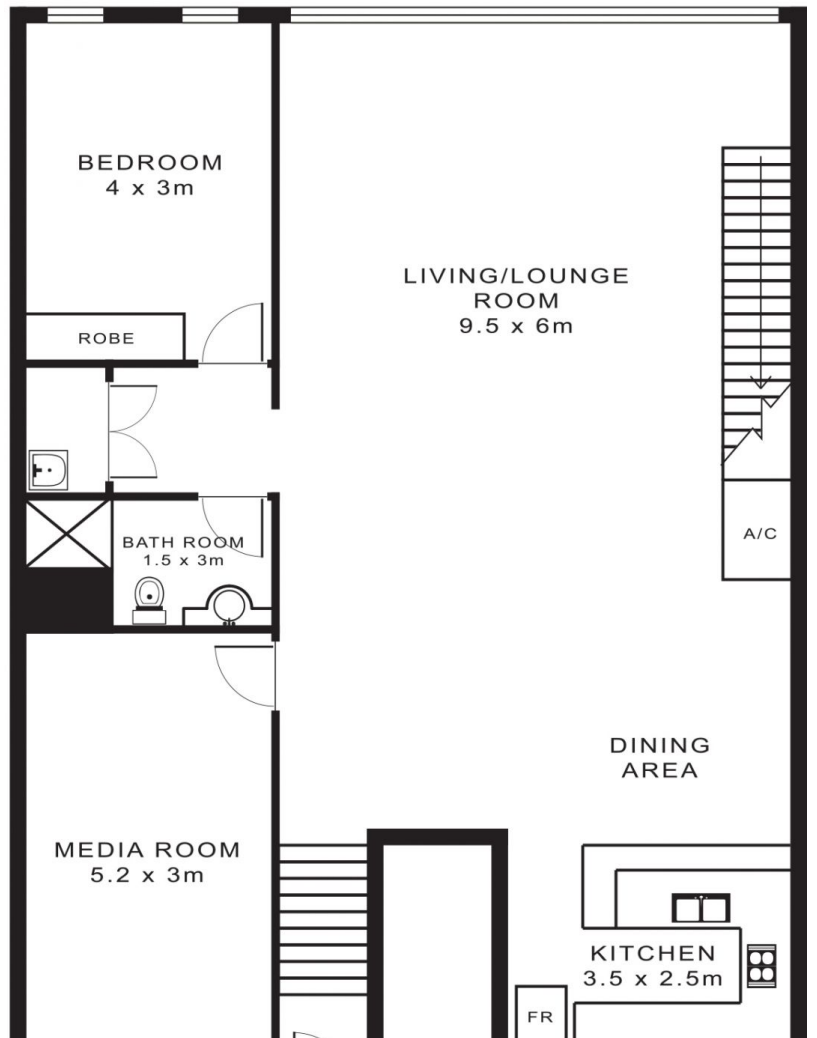 BEDROOM
4 x 3m
LIVING/LOUNGE
ROOM
9.5 x 6m
ROBE
A/C
BATH ROOM
1.5 x 3m
DINING
AREA
MEDIA ROOM
5.2 x 3m
KITCHEN
3.5 x 2.5m
FR